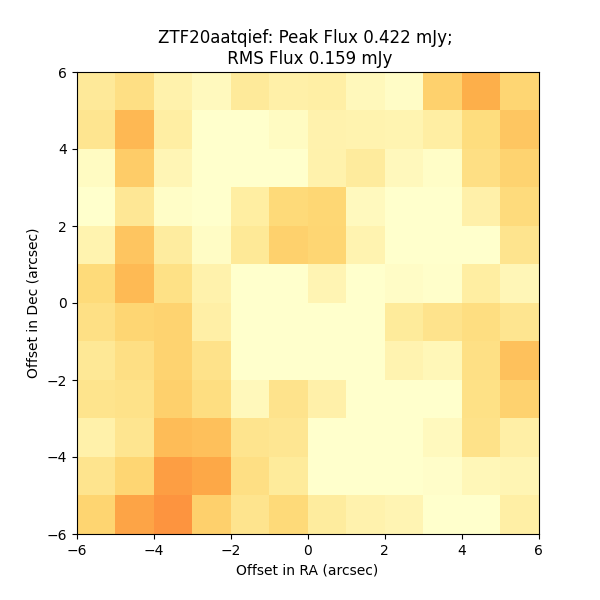 ZTF20aatqief: Peak Flux 0.422 mJy;
RMS Flux 0.159 mJy
6
4
2
0
−2
−4
−6
Offset in Dec (arcsec)
−6 −4 −2 0 2 4 6
Offset in RA (arcsec)